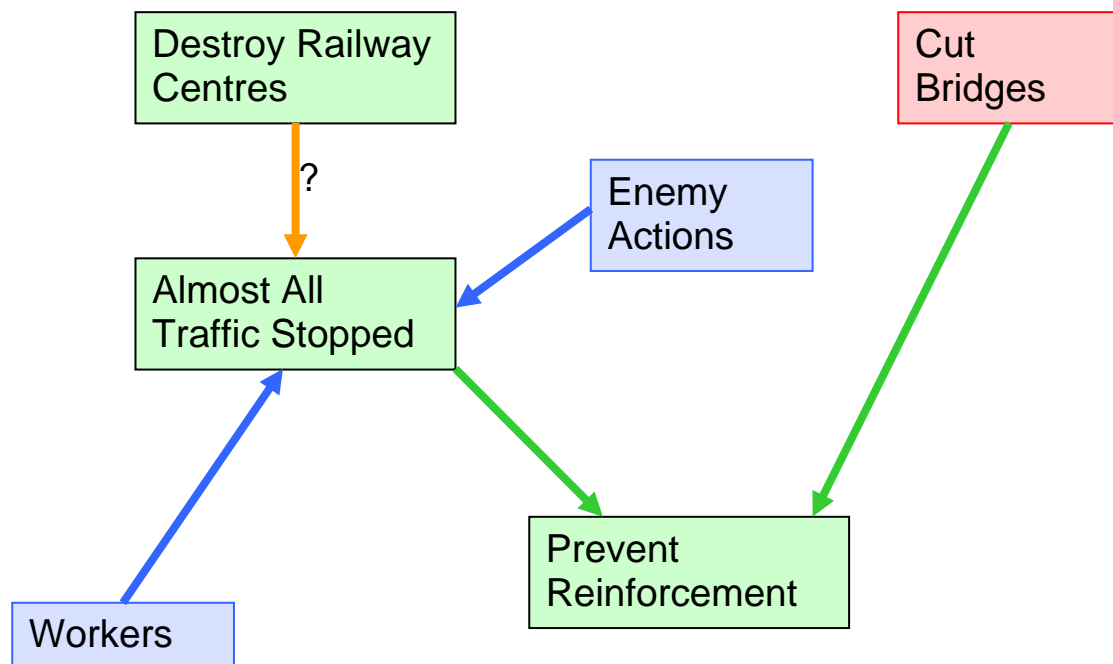 Destroy Railway
Centres
Cut
Bridges
?
Enemy
Actions
Almost All
Traffic Stopped
Prevent
Reinforcement
Workers